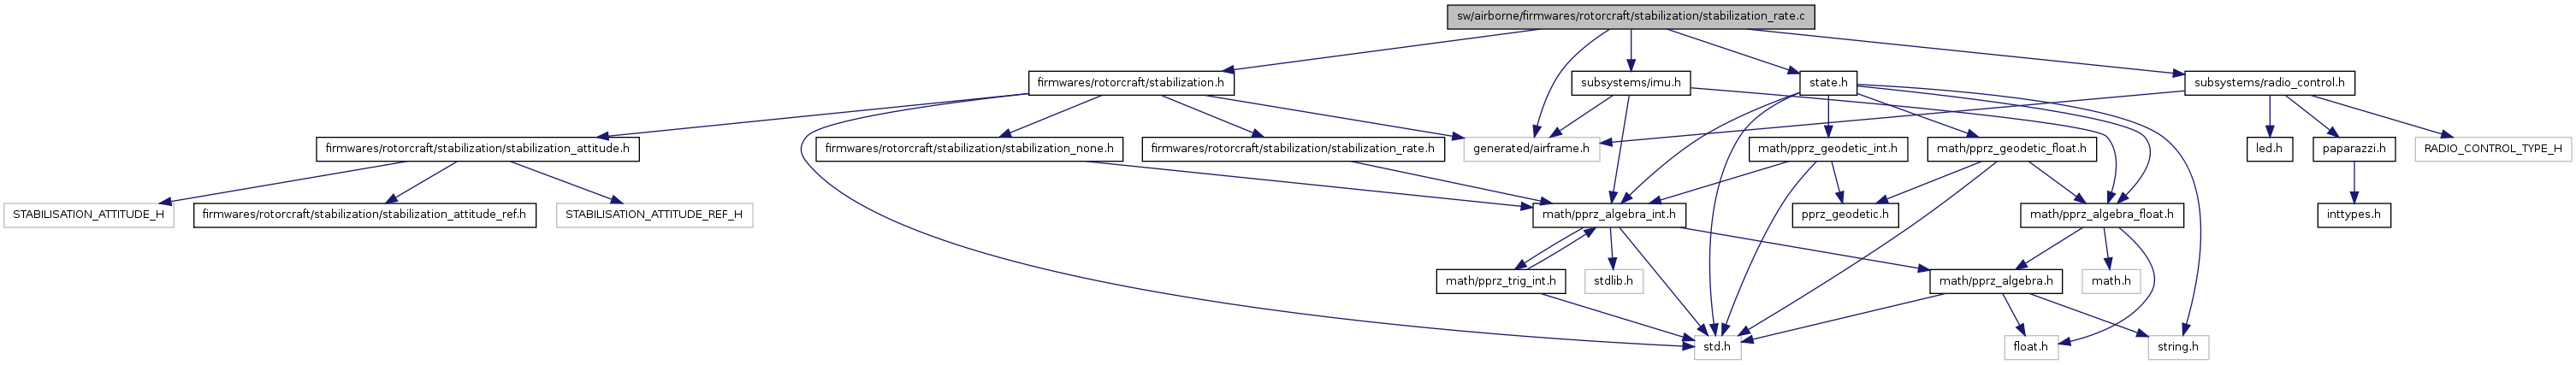 sw/airborne/firmwares/rotorcraft/stabilization/stabilization_rate.c
firmwares/rotorcraft/stabilization.h
subsystems/imu.h
state.h
subsystems/radio_control.h
firmwares/rotorcraft/stabilization/stabilization_attitude.h
firmwares/rotorcraft/stabilization/stabilization_none.h
firmwares/rotorcraft/stabilization/stabilization_rate.h
generated/airframe.h
math/pprz_geodetic_int.h
math/pprz_geodetic_float.h
led.h
paparazzi.h
RADIO_CONTROL_TYPE_H
STABILISATION_ATTITUDE_H
firmwares/rotorcraft/stabilization/stabilization_attitude_ref.h
STABILISATION_ATTITUDE_REF_H
math/pprz_algebra_int.h
pprz_geodetic.h
math/pprz_algebra_float.h
inttypes.h
math/pprz_trig_int.h
stdlib.h
math/pprz_algebra.h
math.h
std.h
float.h
string.h